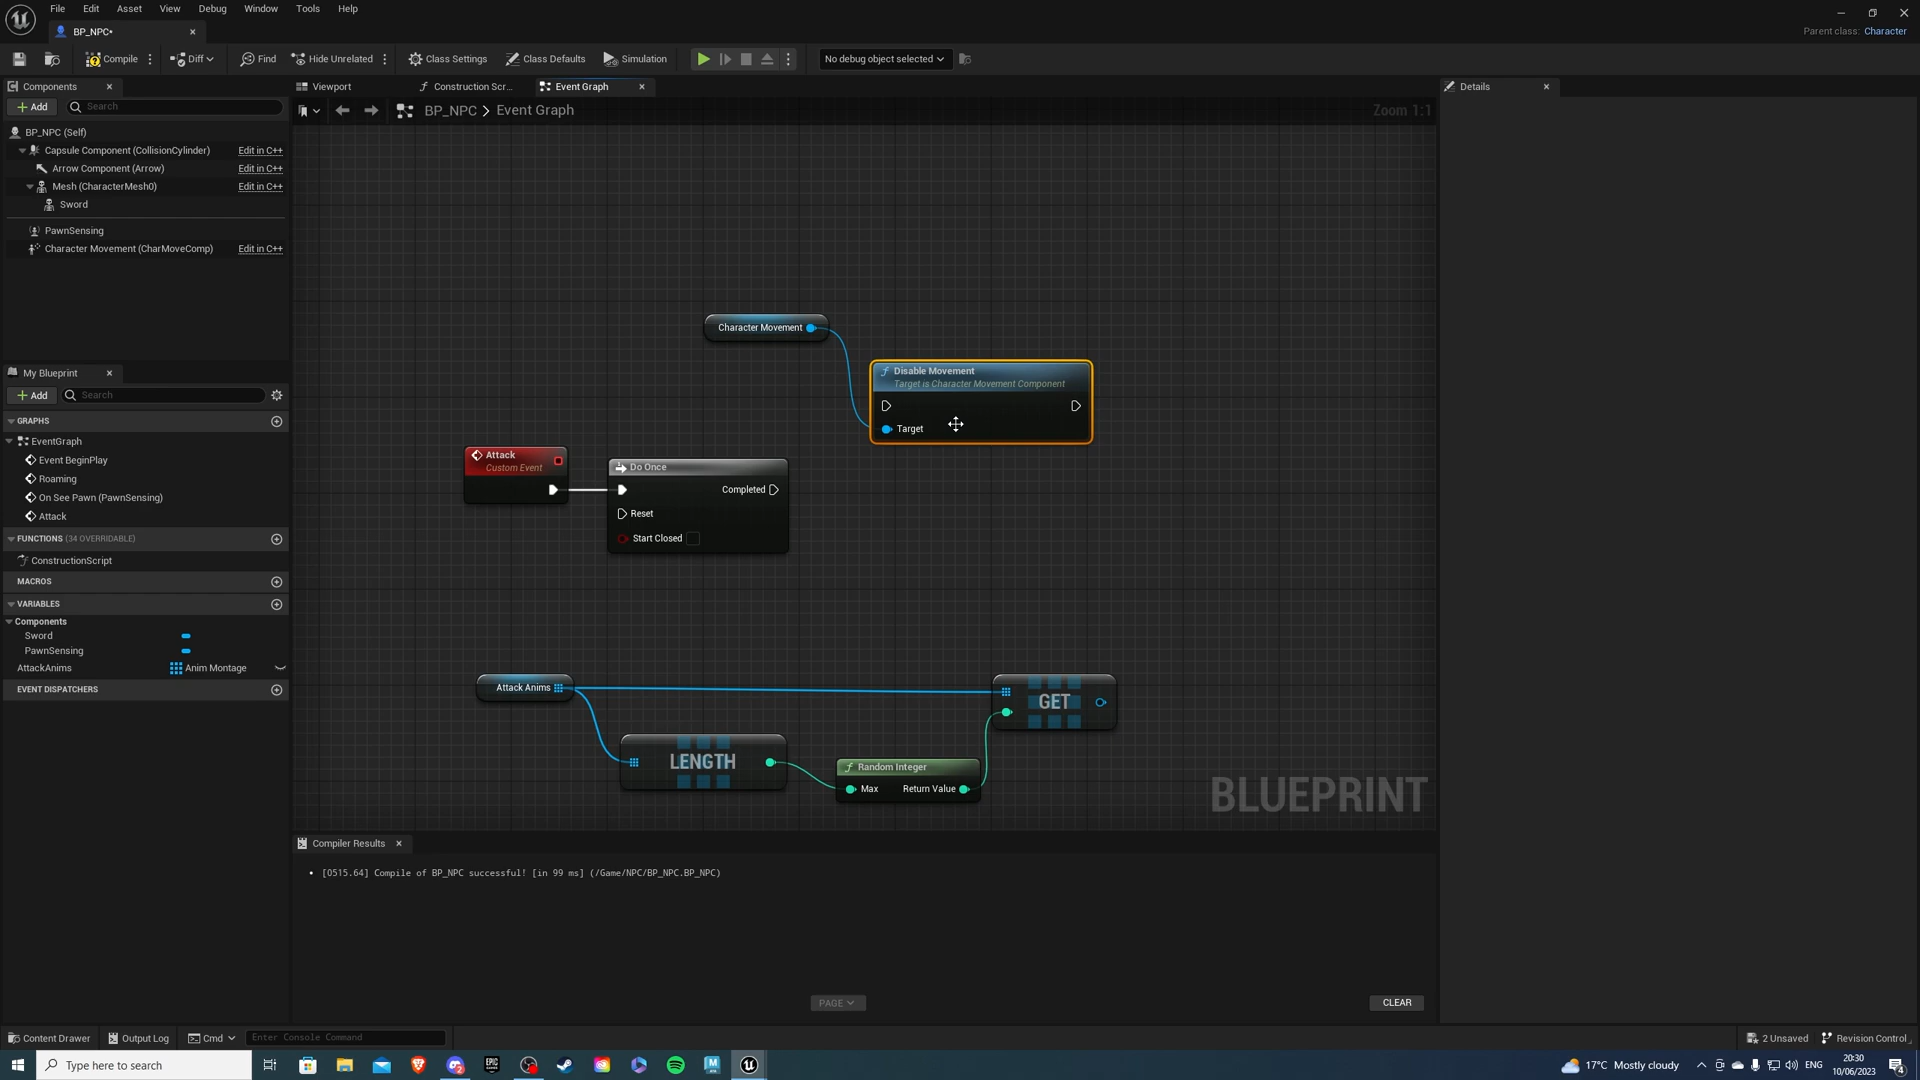 File Edit Asset View Debug Window Tools Help
BP_NPC•
Parent class: Character
Compile Diff Find Hide Unrelated Class Settings Class Defaults Simulation No debug object selected
Components
Viewport Construction Scr... Event Graph
Details
Add Search
BP_NPC > Event Graph
Zoom 1:1
BP_NPC (Self)
Capsule Component (CollisionCylinder) Edit in C++
Arrow Component (Arrow) Edit in C++
Mesh (CharacterMesh0) Edit in C++
Sword
PawnSensing
Character Movement (CharMoveComp) Edit in C++
My Blueprint
Add Search
GRAPHS
EventGraph
Event BeginPlay
Roaming
On See Pawn (PawnSensing)
Attack
FUNCTIONS (34 OVERRIDABLE)
ConstructionScript
MACROS
VARIABLES
Components
Sword
PawnSensing
AttackAnims Anim Montage
EVENT DISPATCHERS
Character Movement
Disable Movement
Target is Character Movement Component
Target
Attack
Custom Event
Do Once
Completed
Reset
Start Closed
Attack Anims
GET
LENGTH
Random Integer
Max Return Value
BLUEPRINT
Compiler Results
• [0515.64] Compile of BP_NPC successful! [in 99 ms] (/Game/NPC/BP_NPC.BP_NPC)
PAGE
CLEAR
Content Drawer Output Log Cmd Enter Console Command
2 Unsaved Revision Control
Type here to search
EPIC
M
17°C Mostly cloudy
ENG
20:30
10/06/2023
4